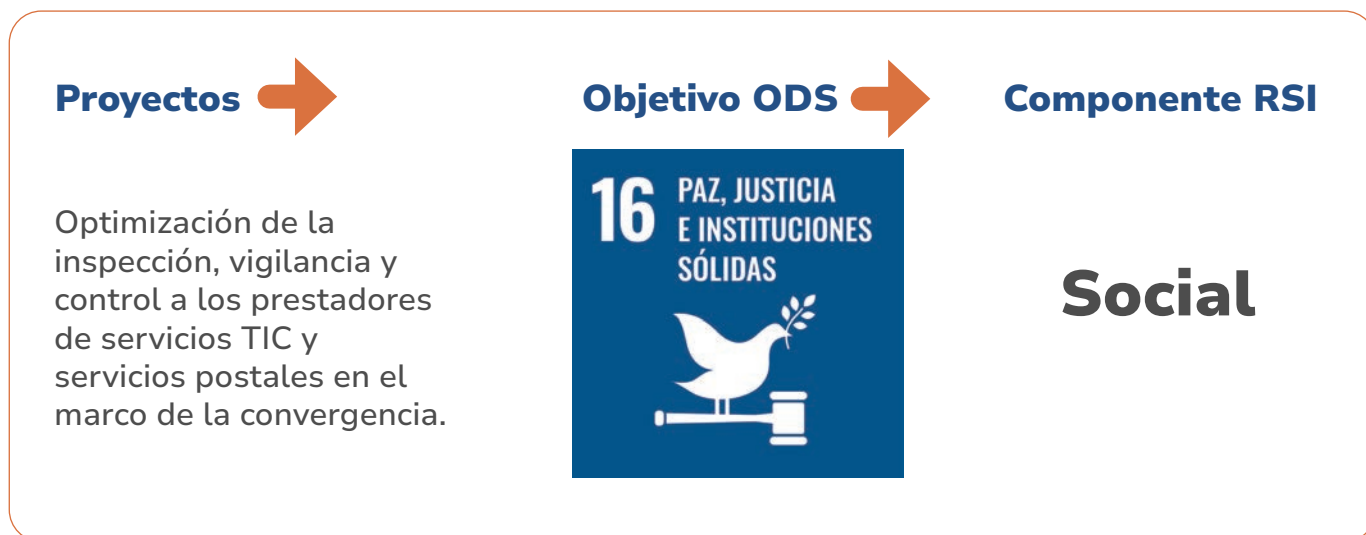 Proyectos
Objetivo ODS
Componente RSI
Optimización de la
inspección, vigilancia y
control a los prestadores
de servicios TIC y
servicios postales en el
marco de la convergencia.
16
PAZ, JUSTICIA
E INSTITUCIONES
SÓLIDAS
Social